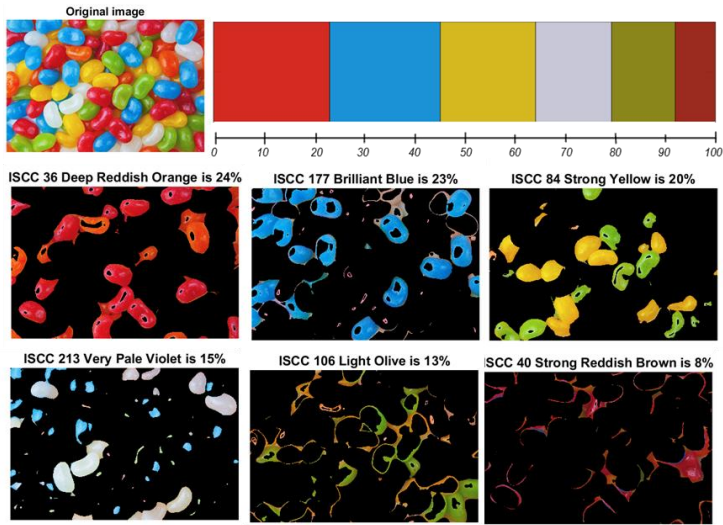 Original image
0 10 20 30 40 50 60 70 80 90 100
ISCC 36 Deep Reddish Orange is 24%
ISCC 177 Brilliant Blue is 23%
ISCC 84 Strong Yellow is 20%
ISCC 213 Very Pale Violet is 15%
ISCC 106 Light Olive is 13%
ISCC 40 Strong Reddish Brown is 8%